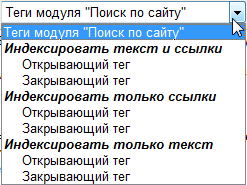 Теги модуля "Поиск по сайту"
Теги модуля "Поиск по сайту"
Индексировать текст и ссылки
Открывающий тег
Закрывающий тег
Индексировать только ссылки
Открывающий тег
Закрывающий тег
Индексировать только текст
Открывающий тег
Закрывающий тег